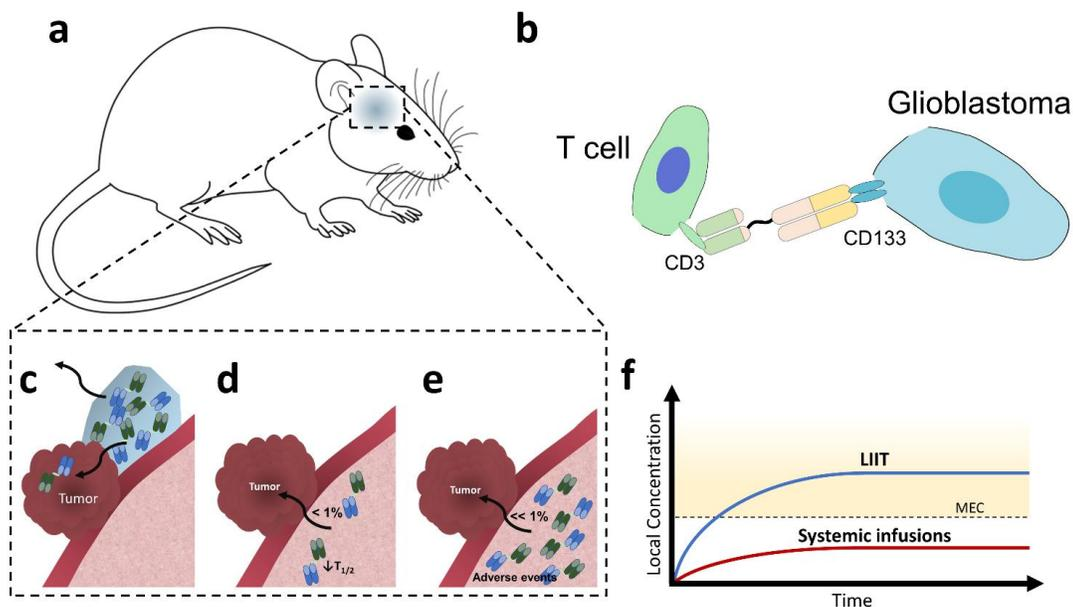 a
b
T cell
Glioblastoma
CD3
CD133
c
d
e
f
Tumor
Tumor
< 1%
↓T1/2
Tumor
<< 1%
Adverse events
Local Concentration
LIIT
MEC
Systemic infusions
Time